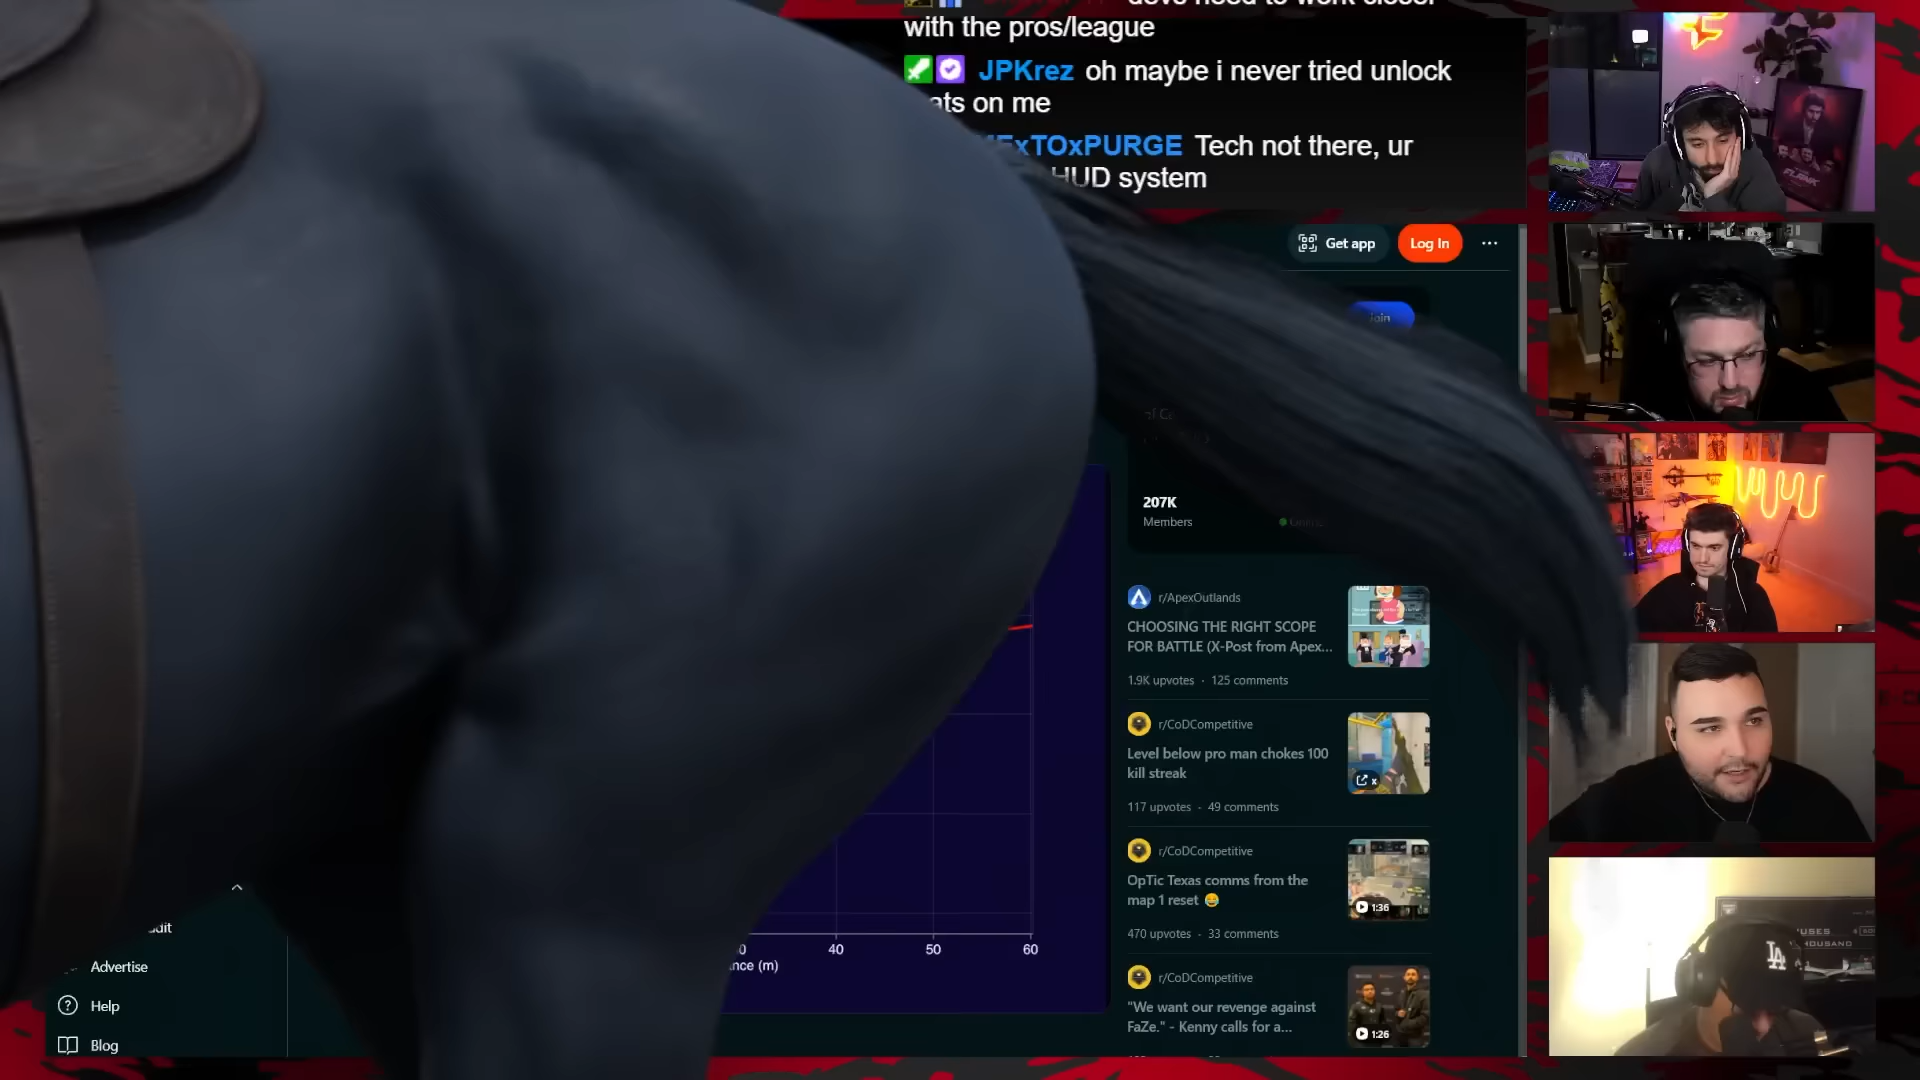 with the pros/league
JPKrez oh maybe i never tried unlock
on me
Tech not there, ur
HUD system
Get app
Log In
Join
207K
Members
r/ApexOutlands
CHOOSING THE RIGHT SCOPE
FOR BATTLE (X-Post from Apex...
1.9K upvotes · 125 comments
r/CoDCompetitive
Level below pro man chokes 100
kill streak
117 upvotes · 49 comments
r/CoDCompetitive
OpTic Texas comms from the
map 1 reset 😂
1:36
470 upvotes · 33 comments
r/CoDCompetitive
"We want our revenge against
FaZe." - Kenny calls for a...
1:26
40 50 60
(m)
Advertise
Help
Blog
LA